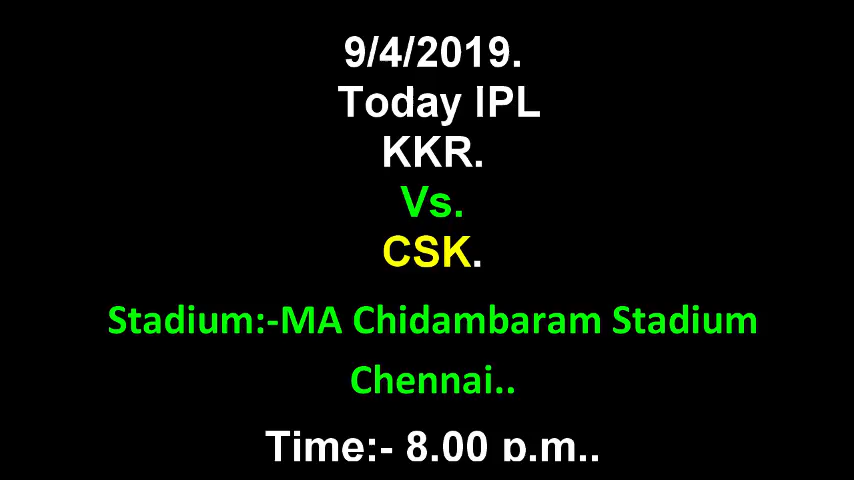 9/4/2019.
Today IPL
KKR.
Vs.
CSK.
Stadium:-MA Chidambaram Stadium
Chennai..
Time:- 8.00 p.m..